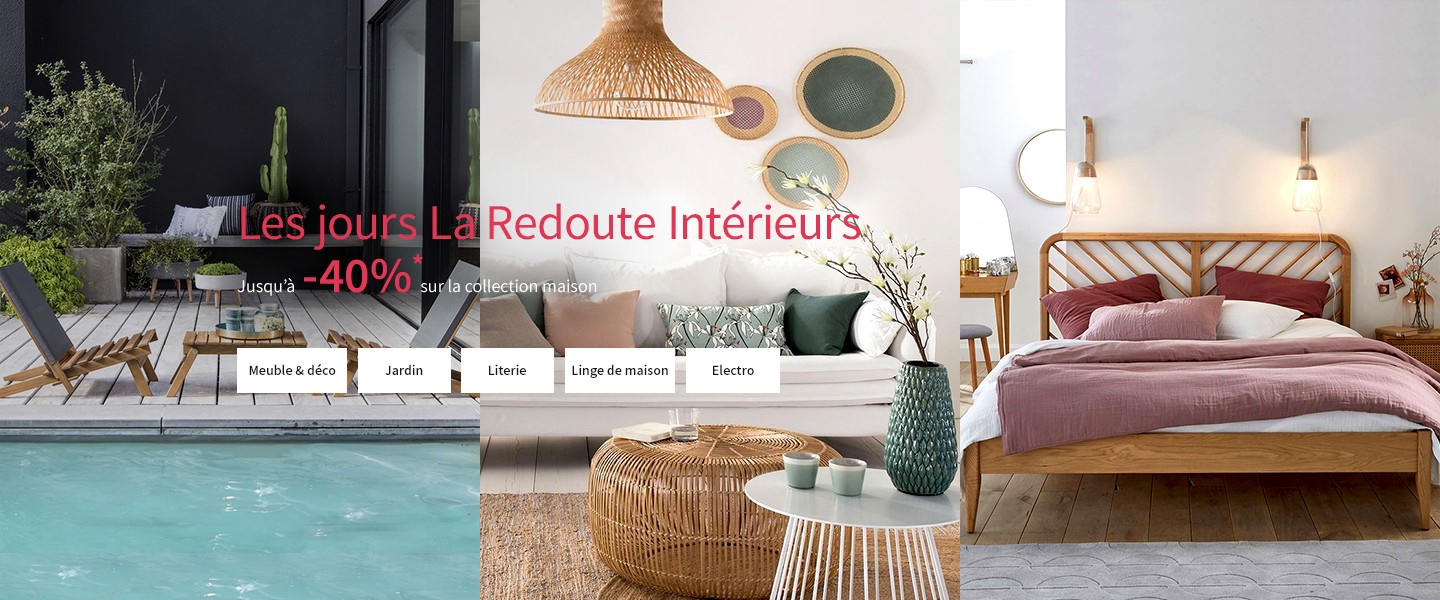 Les jours La Redoute Intérieurs
Jusqu'à -40%* sur la collection maison
Meuble & déco
Jardin
Literie
Linge de maison
Electro